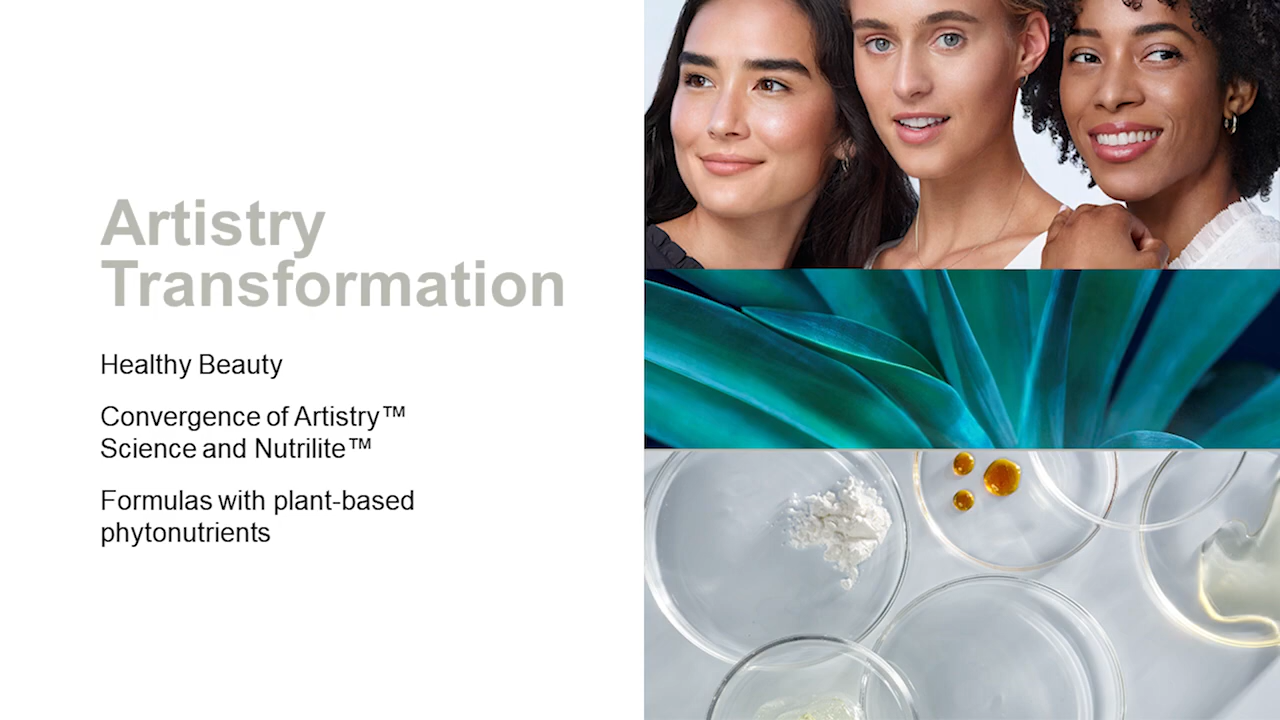 Artistry
Transformation
Healthy Beauty
Convergence of Artistry™
Science and Nutrilite™
Formulas with plant-based
phytonutrients